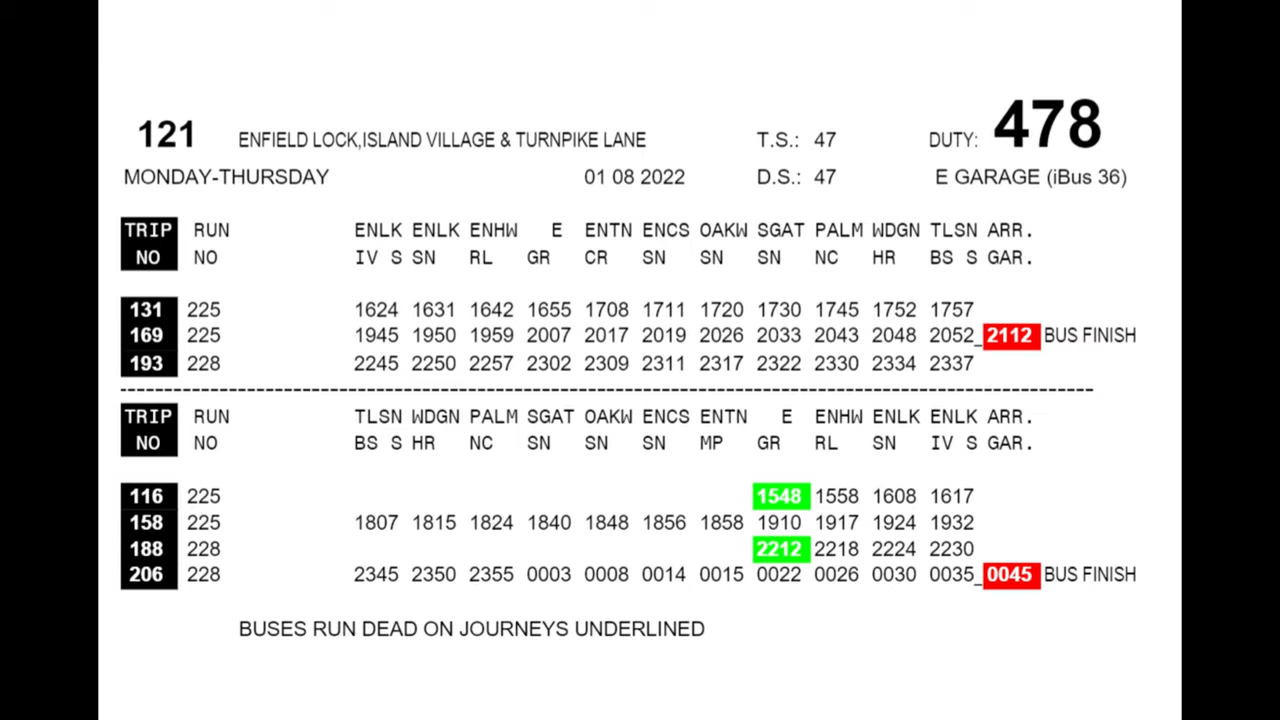 121 ENFIELD LOCK,ISLAND VILLAGE & TURNPIKE LANE T.S.: 47 DUTY: 478
MONDAY-THURSDAY 01 08 2022 D.S.: 47 E GARAGE (iBus 36)
TRIP RUN ENLK ENLK ENHW E ENTN ENCS OAKW SGAT PALM WDGN TLSN ARR.
NO NO IV S SN RL GR CR SN SN SN NC HR BS S GAR.
131 225 1624 1631 1642 1655 1708 1711 1720 1730 1745 1752 1757
169 225 1945 1950 1959 2007 2017 2019 2026 2033 2043 2048 2052_ 2112 BUS FINISH
193 228 2245 2250 2257 2302 2309 2311 2317 2322 2330 2334 2337
--------------------------------------------------------------------------------
TRIP RUN TLSN WDGN PALM SGAT OAKW ENCS ENTN E ENHW ENLK ENLK ARR.
NO NO BS S HR NC SN SN SN MP GR RL SN IV S GAR.
116 225 1548 1558 1608 1617
158 225 1807 1815 1824 1840 1848 1856 1858 1910 1917 1924 1932
188 228 2212 2218 2224 2230
206 228 2345 2350 2355 0003 0008 0014 0015 0022 0026 0030 0035_ 0045 BUS FINISH
BUSES RUN DEAD ON JOURNEYS UNDERLINED